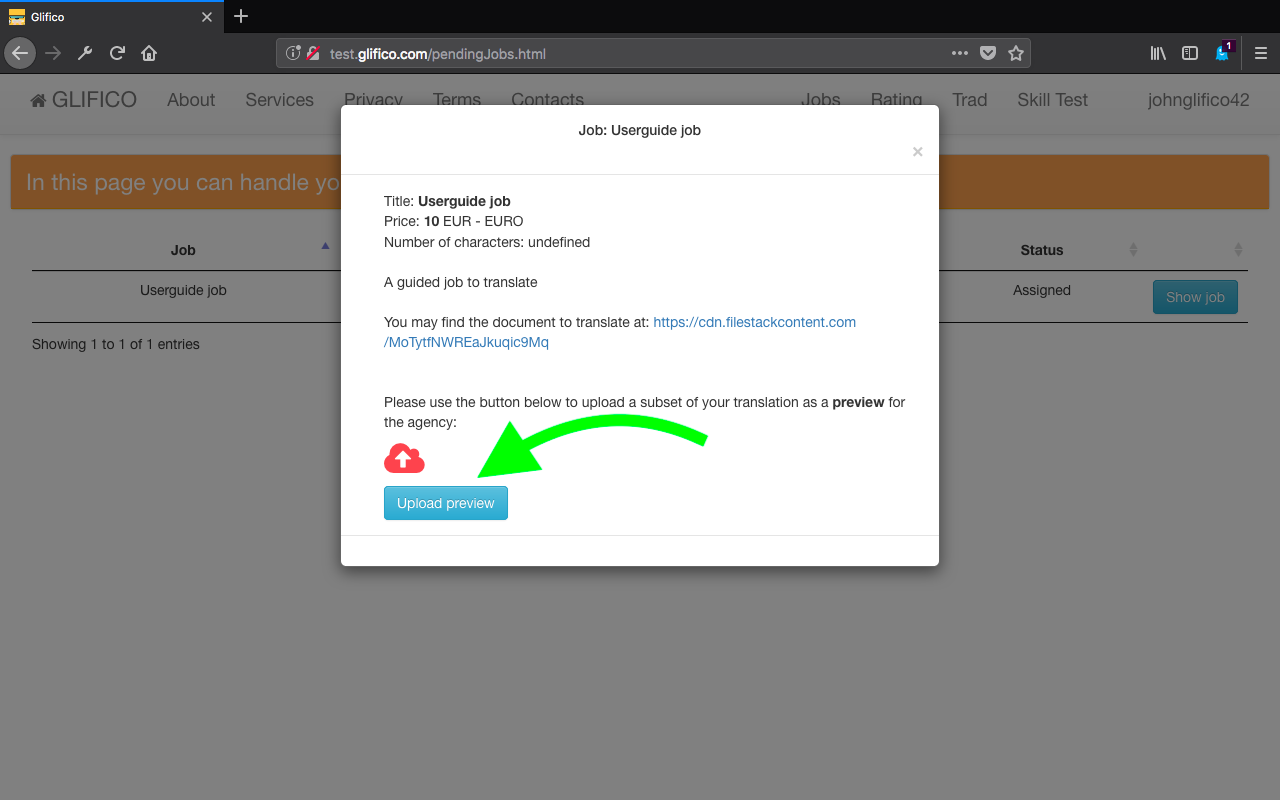 Glifico
test.glifico.com/pendingJobs.html
1
GLIFICO About Services Privacy Terms Contacts Jobs Rating Trad Skill Test johnglifico42
Job: Userguide job
×
In this page you can handle yo
Title: Userguide job
Price: 10 EUR - EURO
Number of characters: undefined
Job Status
A guided job to translate
Userguide job Assigned Show job
You may find the document to translate at: https://cdn.filestackcontent.com
/MoTytfNWREaJkuqic9Mq
Showing 1 to 1 of 1 entries
Please use the button below to upload a subset of your translation as a preview for
the agency:
Upload preview